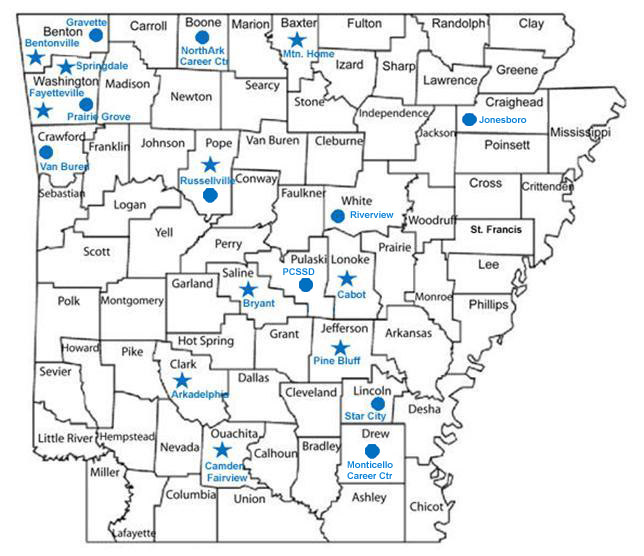 Gravette
Benton
Bentonville
Springdale
Carroll
Boone
NorthArk
Career Ctr
Marion
Baxter
Mtn. Home
Fulton
Randolph
Clay
Izard
Sharp
Lawrence
Greene
Washington
Fayetteville
Prairie Grove
Madison
Newton
Searcy
Stone
Independence
Craighead
Jonesboro
Jackson
Mississippi
Poinsett
Crawford
Van Buren
Franklin
Johnson
Pope
Russellville
Van Buren
Cleburne
Conway
Faulkner
White
Riverview
Woodruff
Cross
Crittenden
St. Francis
Sebastian
Logan
Yell
Perry
Scott
Saline
Bryant
Pulaski
PCSSD
Lonoke
Cabot
Prairie
Monroe
Lee
Phillips
Polk
Montgomery
Garland
Hot Spring
Grant
Jefferson
Pine Bluff
Arkansas
Howard
Pike
Clark
Arkadelphia
Sevier
Dallas
Cleveland
Lincoln
Star City
Desha
Little River
Hempstead
Nevada
Ouachita
Camden
Fairview
Calhoun
Bradley
Drew
Monticello
Career Ctr
Miller
Lafayette
Columbia
Union
Ashley
Chicot